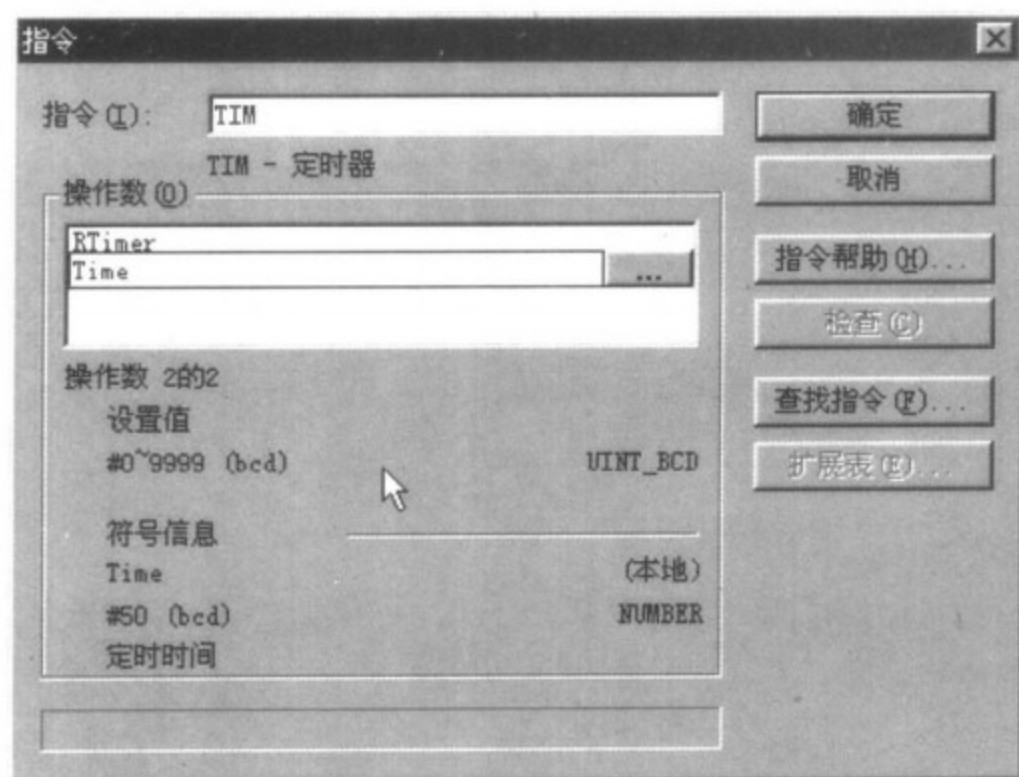 指令
指令(I):
TIM
确定
TIM - 定时器
取消
操作数(O)
RTimer
Time
...
指令帮助(H)...
检查(C)
操作数 2的2
查找指令(F)...
设置值
#0~9999 (bcd)
UINT_BCD
扩展表(E)...
符号信息
Time
(本地)
#50 (bcd)
NUMBER
定时时间